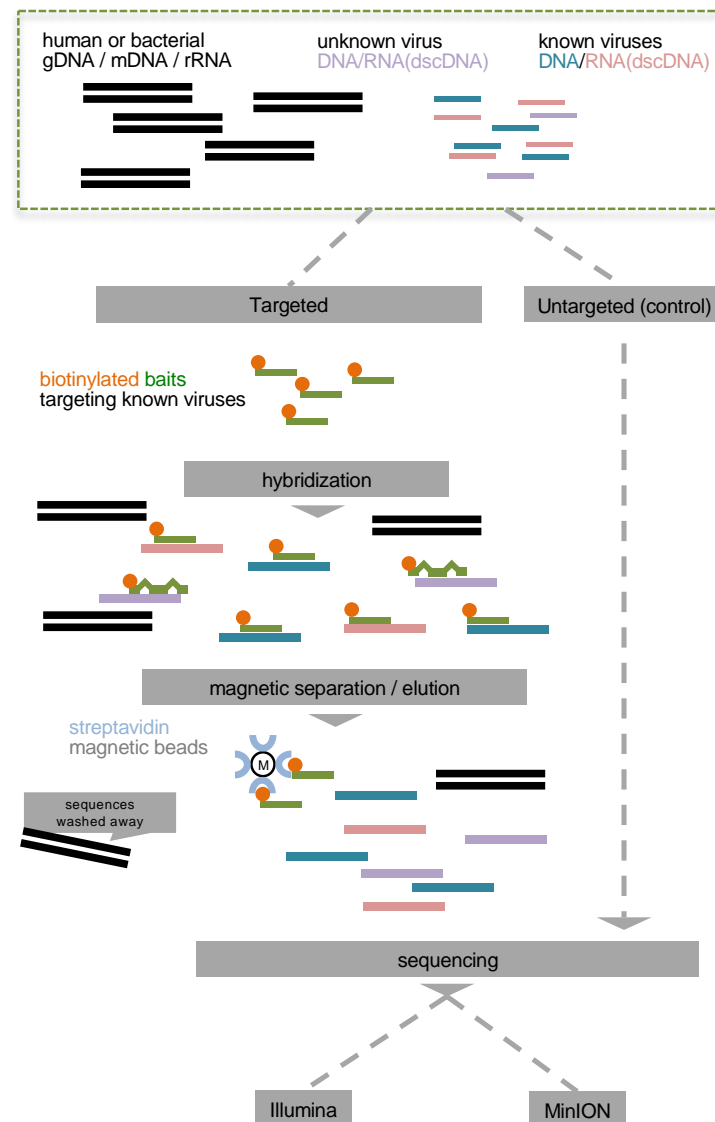 human or bacterial
gDNA / mDNA / rRNA
unknown virus
DNA/RNA(dscDNA)
known viruses
DNA/RNA(dscDNA)
Targeted
Untargeted (control)
biotinylated baits
targeting known viruses
hybridization
magnetic separation / elution
streptavidin
magnetic beads
M
sequences
washed away
sequencing
Illumina
MinION